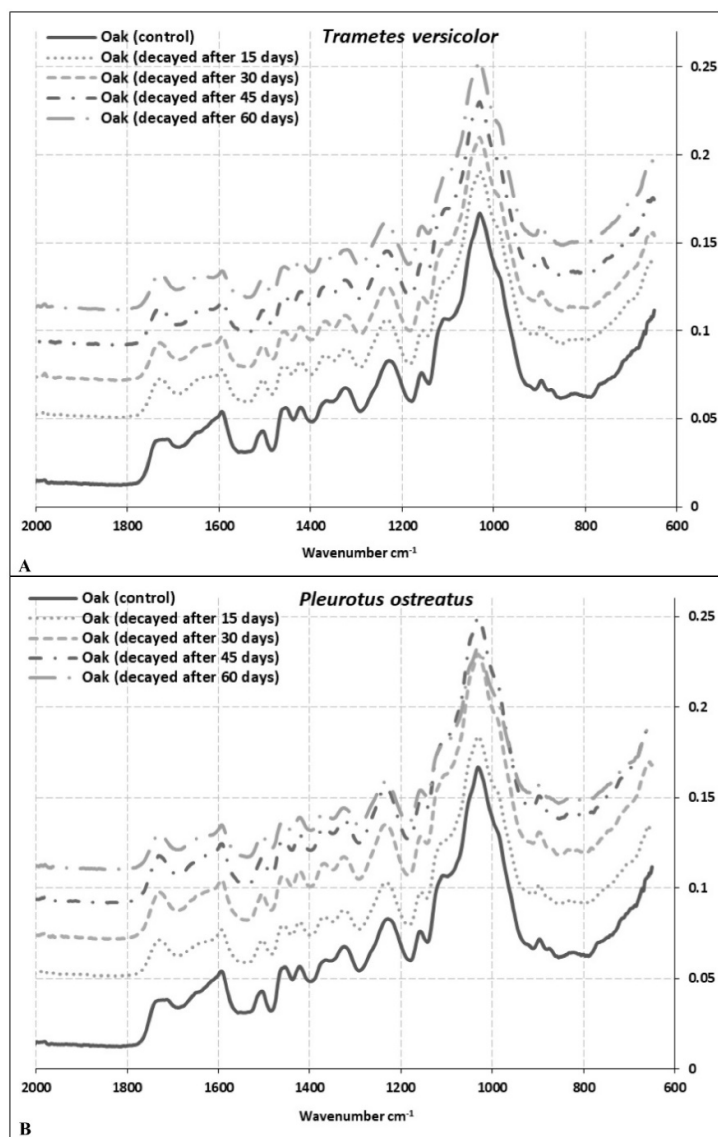 Oak (control)
Trametes versicolor
Oak (decayed after 15 days)
Oak (decayed after 30 days)
Oak (decayed after 45 days)
Oak (decayed after 60 days)
0.25
0.2
0.15
0.1
0.05
0
2000 1800 1600 1400 1200 1000 800 600
Wavenumber cm⁻¹
A
Oak (control)
Pleurotus ostreatus
Oak (decayed after 15 days)
Oak (decayed after 30 days)
Oak (decayed after 45 days)
Oak (decayed after 60 days)
0.25
0.2
0.15
0.1
0.05
0
2000 1800 1600 1400 1200 1000 800 600
Wavenumber cm⁻¹
B